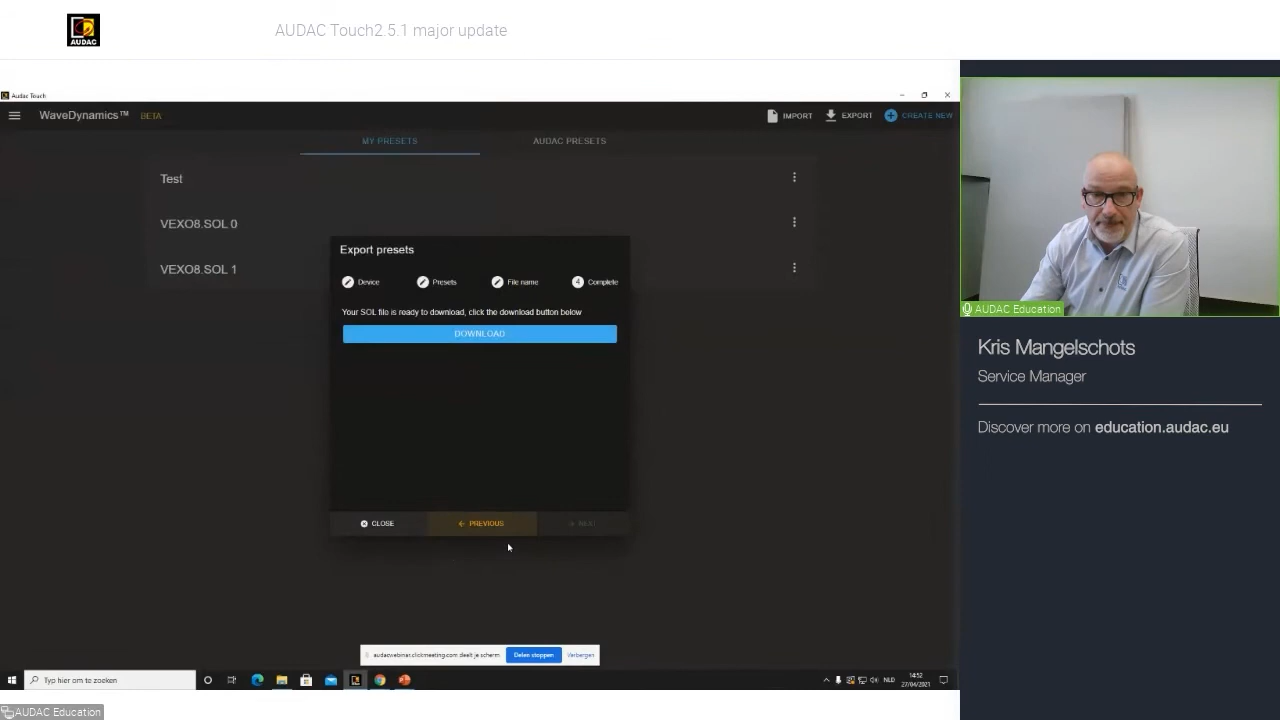 AUDAC
AUDAC Touch2.5.1 major update
Audac Touch
WaveDynamics™ BETA
IMPORT EXPORT CREATE NEW
MY PRESETS AUDAC PRESETS
Test
VEXO8.SOL 0
VEXO8.SOL 1
Export presets
Device Presets File name 4 Complete
Your SOL file is ready to download, click the download button below
DOWNLOAD
CLOSE PREVIOUS NEXT
audacwebinar.clickmeeting.com deelt je scherm. Delen stoppen Verbergen
Typ hier om te zoeken
NLD
14:52
27/04/2021
AUDAC Education
AUDAC Education
Kris Mangelschots
Service Manager
Discover more on education.audac.eu